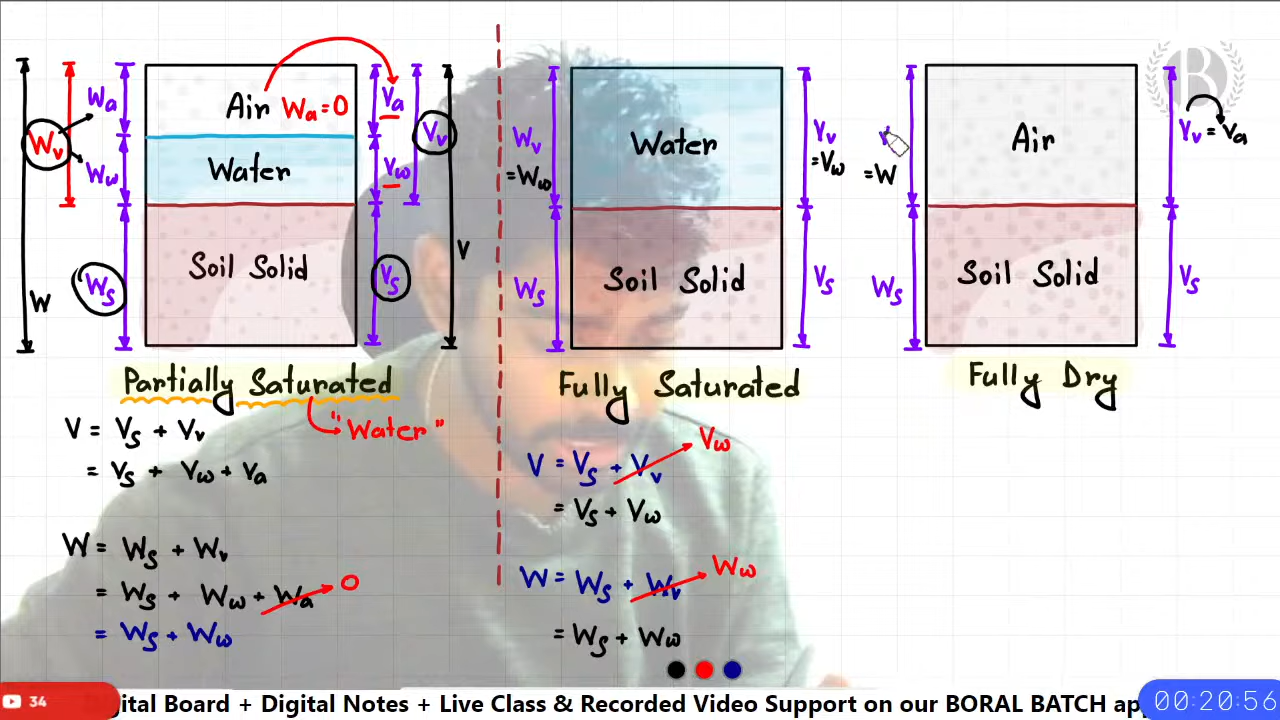 Air Wa=0
Water
Soil Solid
Wa
Wv
Ww
Ws
W
Va
Vv
Vw
Vs
V
Partially Saturated
"Water"
V = Vs + Vv
= Vs + Vw + Va
W = Ws + Wv
= Ws + Ww + Wa 0
= Ws + Ww
Water
Soil Solid
Wv
= Ww
Ws
Vv
= Vw
Vs
Fully Saturated
V = Vs + Vv Vw
= Vs + Vw
W = Ws + Wv Ww
= Ws + Ww
Air
Soil Solid
= W
Ws
Vv = Va
Vs
Fully Dry
B
34
gital Board + Digital Notes + Live Class & Recorded Video Support on our BORAL BATCH ap
00:20:56